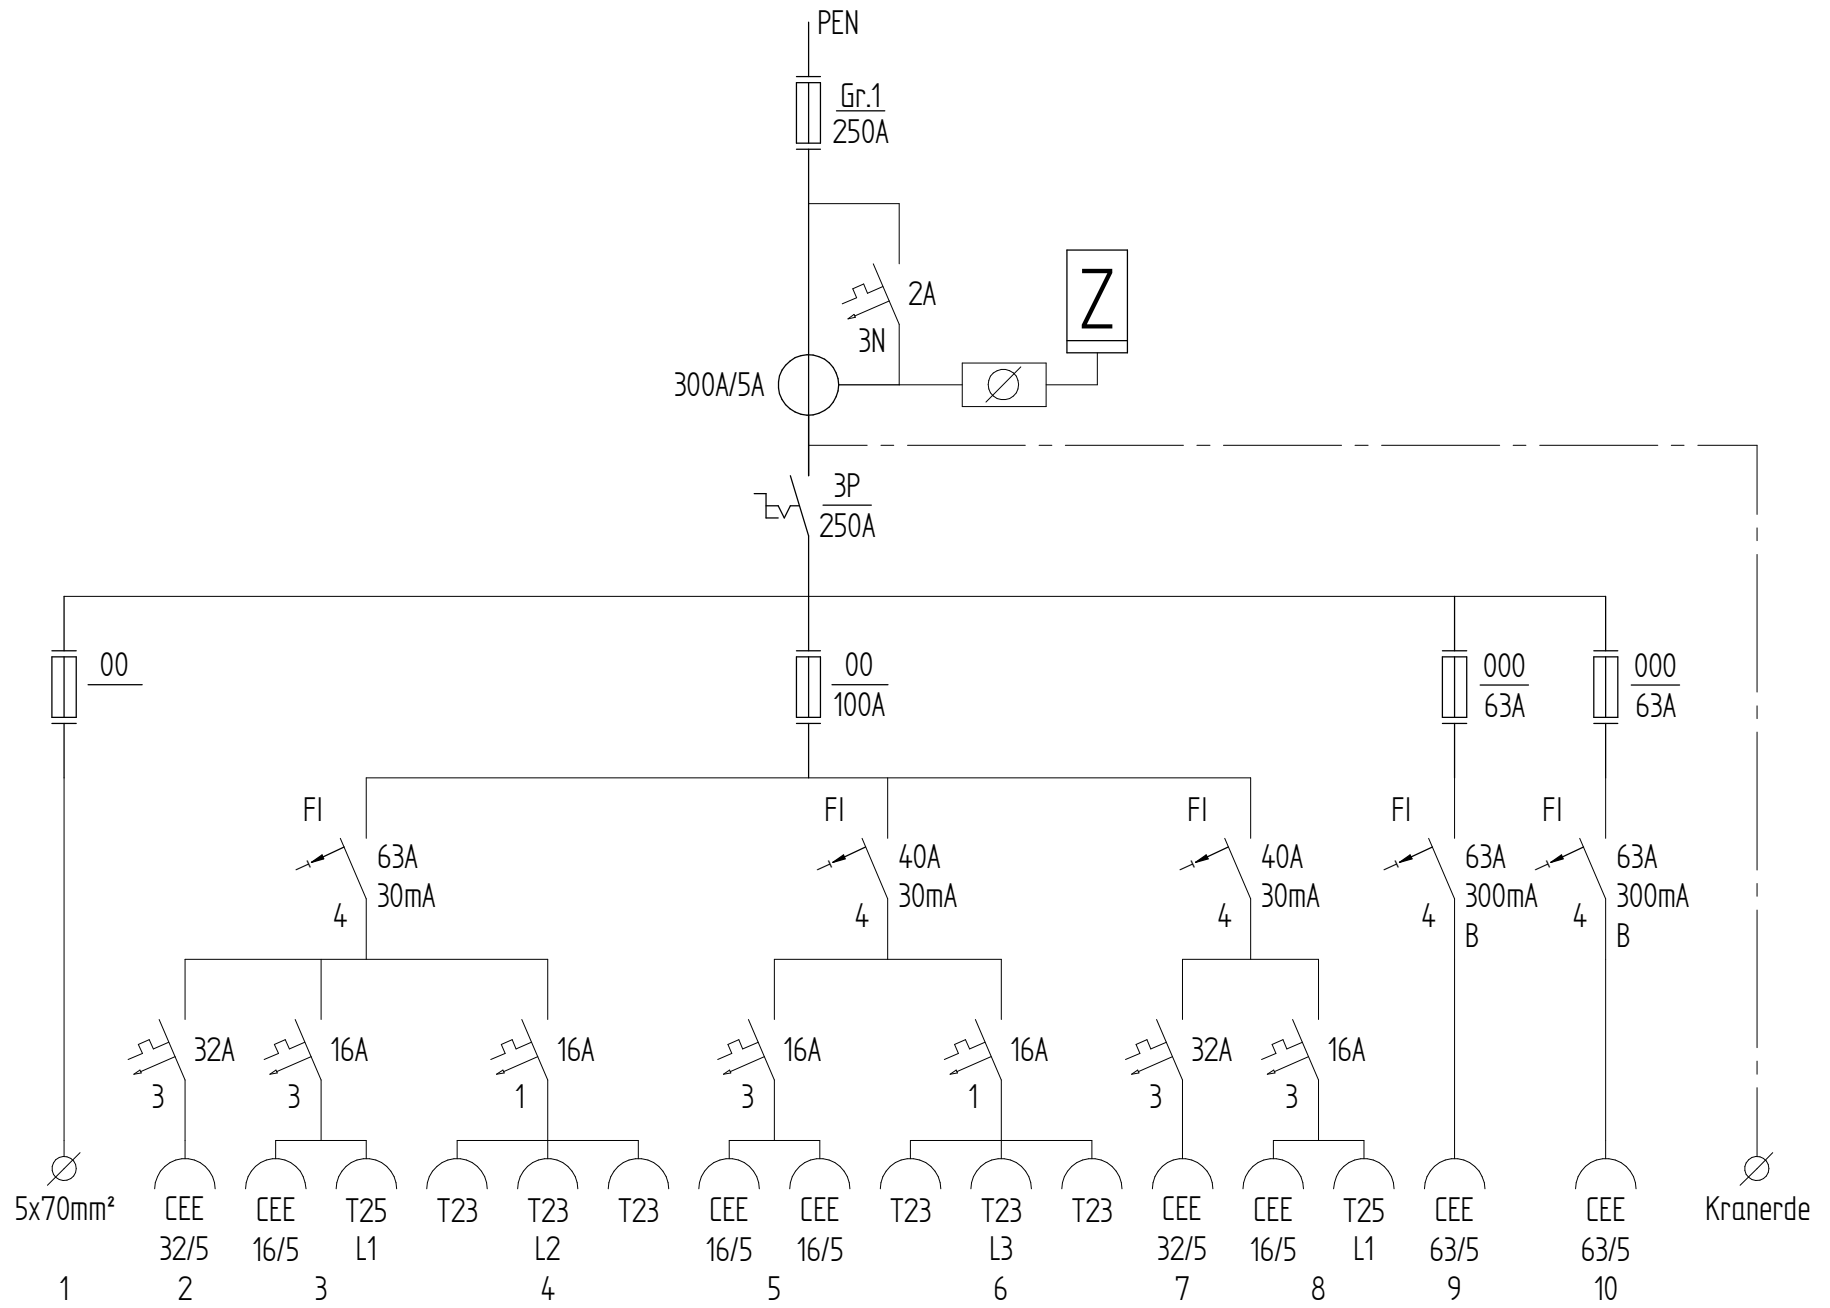 PEN
Gr.1
250A
2A
3N
Z
300A/5A
3P
250A
00
00
100A
000
63A
000
63A
FI
63A
30mA
4
FI
40A
30mA
4
FI
40A
30mA
4
FI
63A
300mA
4
B
FI
63A
300mA
4
B
32A
3
16A
3
16A
1
16A
3
16A
1
32A
3
16A
3
5x70mm² CEE CEE T25 T23 T23 T23 CEE CEE T23 T23 T23 CEE CEE T25 CEE CEE Kranerde
32/5 16/5 L1 L2 16/5 16/5 L3 32/5 16/5 L1 63/5 63/5
1 2 3 4 5 6 7 8 9 10